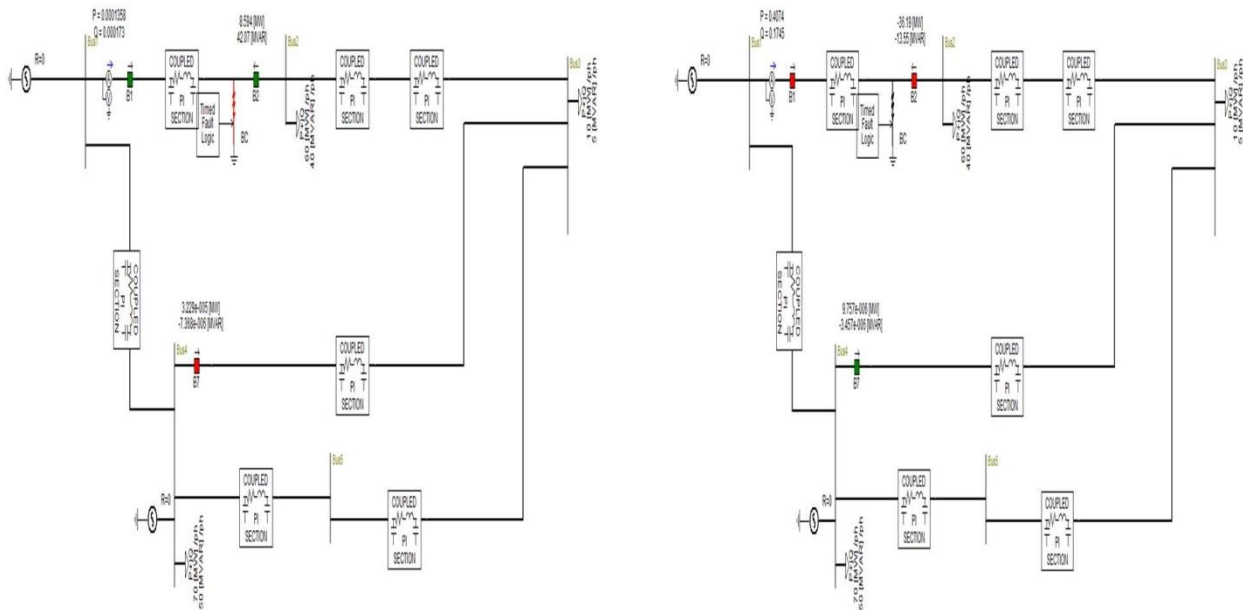 P = 0.0001358
Q = 0.000173
8.594 [MW]
42.07 [MVAR]
Bus1
Bus2
Bus3
R=0
B1
COUPLED
PI
SECTION
Timed
Fault
Logic
BC
B2
P+jQ
60 [MW] /ph
40 [MVAR] /ph
COUPLED
PI
SECTION
COUPLED
PI
SECTION
P+jQ
10 [MW] /ph
5 [MVAR] /ph
COUPLED
PI
SECTION
3.229e-005 [MW]
-7.368e-006 [MVAR]
Bus4
B7
COUPLED
PI
SECTION
Bus5
R=0
COUPLED
PI
SECTION
COUPLED
PI
SECTION
P+jQ
70 [MW] /ph
50 [MVAR] /ph
P = 0.4074
Q = 0.1745
-38.19 [MW]
-13.55 [MVAR]
Bus1
Bus2
Bus3
R=0
B1
COUPLED
PI
SECTION
Timed
Fault
Logic
BC
B2
P+jQ
60 [MW] /ph
40 [MVAR] /ph
COUPLED
PI
SECTION
COUPLED
PI
SECTION
P+jQ
10 [MW] /ph
5 [MVAR] /ph
COUPLED
PI
SECTION
9.757e-006 [MW]
-3.457e-006 [MVAR]
Bus4
B7
COUPLED
PI
SECTION
Bus5
R=0
COUPLED
PI
SECTION
COUPLED
PI
SECTION
P+jQ
70 [MW] /ph
50 [MVAR] /ph